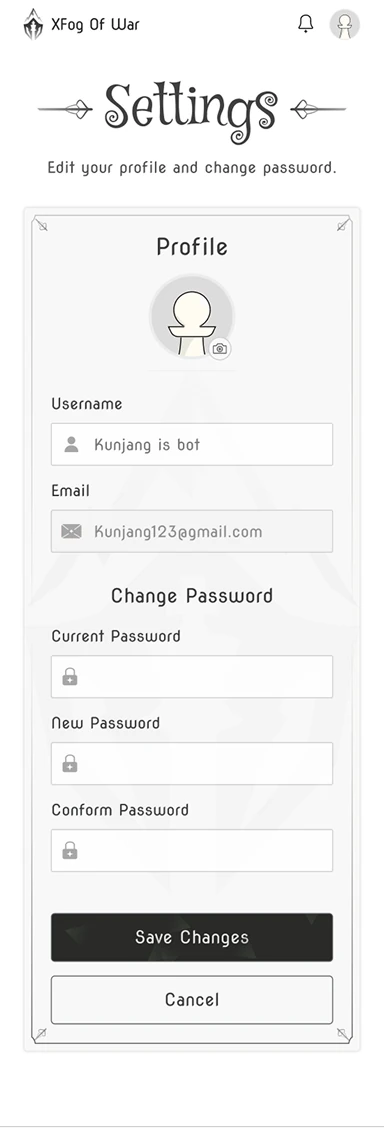 XFog Of War
Settings
Edit your profile and change password.
Profile
Username
Kunjang is bot
Email
Kunjang123@gmail.com
Change Password
Current Password
New Password
Conform Password
Save Changes
Cancel